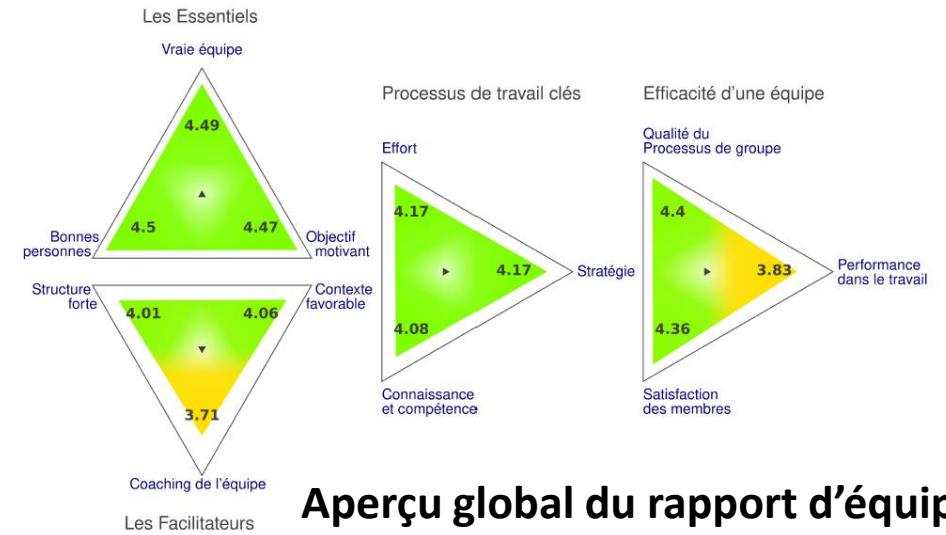 Les Essentiels
Vraie équipe
4.49
4.5
4.47
Bonnes
personnes
Objectif
motivant
Structure
forte
Contexte
favorable
4.01
4.06
3.71
Coaching de l'équipe
Les Facilitateurs
Processus de travail clés
Effort
4.17
4.17
Stratégie
4.08
Connaissance
et compétence
Efficacité d'une équipe
Qualité du
Processus de groupe
4.4
3.83
Performance
dans le travail
4.36
Satisfaction
des membres
Aperçu global du rapport d'équip